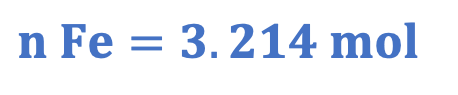 n Fe = 3.214 mol